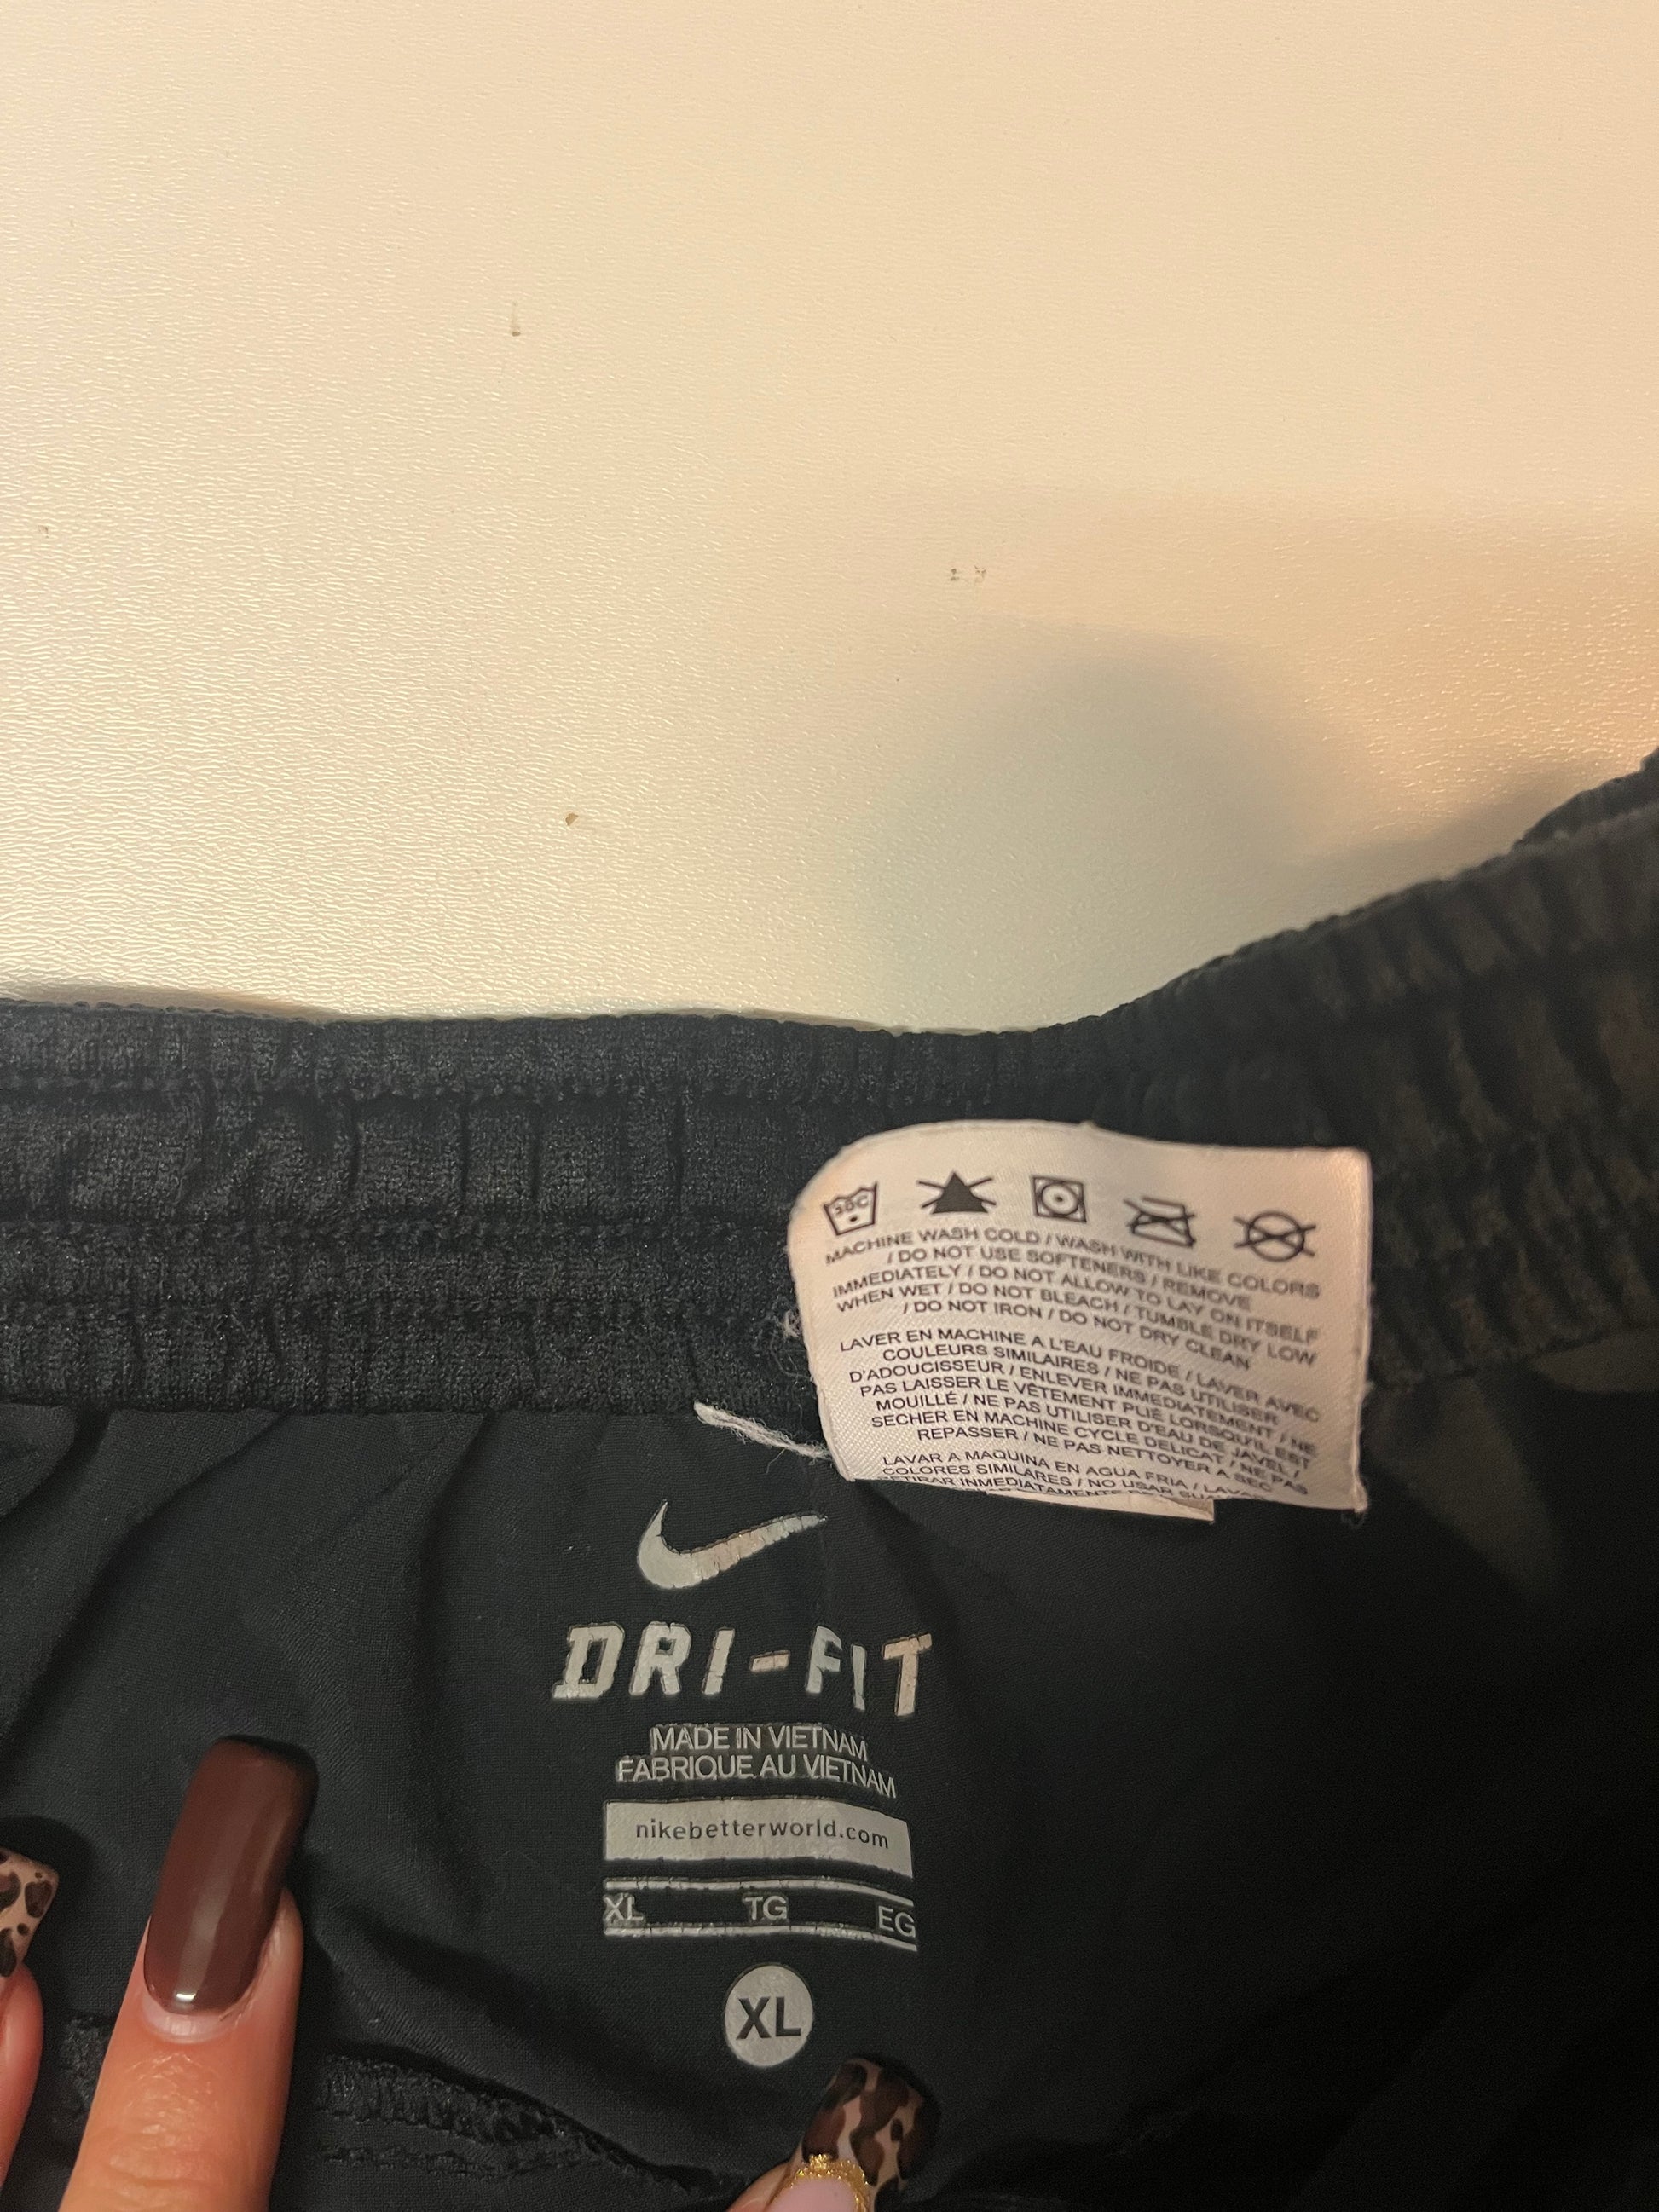 30C
MACHINE WASH COLD / WASH WITH LIKE COLORS
/ DO NOT USE SOFTENERS / REMOVE
IMMEDIATELY / DO NOT ALLOW TO LAY ON ITSELF
WHEN WET / DO NOT BLEACH / TUMBLE DRY LOW
/ DO NOT IRON / DO NOT DRY CLEAN
LAVER EN MACHINE A L'EAU FROIDE / LAVER AVEC
COULEURS SIMILAIRES / NE PAS UTILISER
D'ADOUCISSEUR / ENLEVER IMMEDIATEMENT / NE
PAS LAISSER LE VÊTEMENT PLIÉ LORSQU'IL EST
MOUILLÉ / NE PAS UTILISER D'EAU DE JAVEL /
SECHER EN MACHINE CYCLE DELICAT / NE PAS
REPASSER / NE PAS NETTOYER A SEC
LAVAR A MAQUINA EN AGUA FRIA / LAVAR
COLORES SIMILARES / NO USAR
RETIRAR INMEDIATAMENTE
DRI-FIT
MADE IN VIETNAM
FABRIQUE AU VIETNAM
nikebetterworld.com
XL TG EG
XL